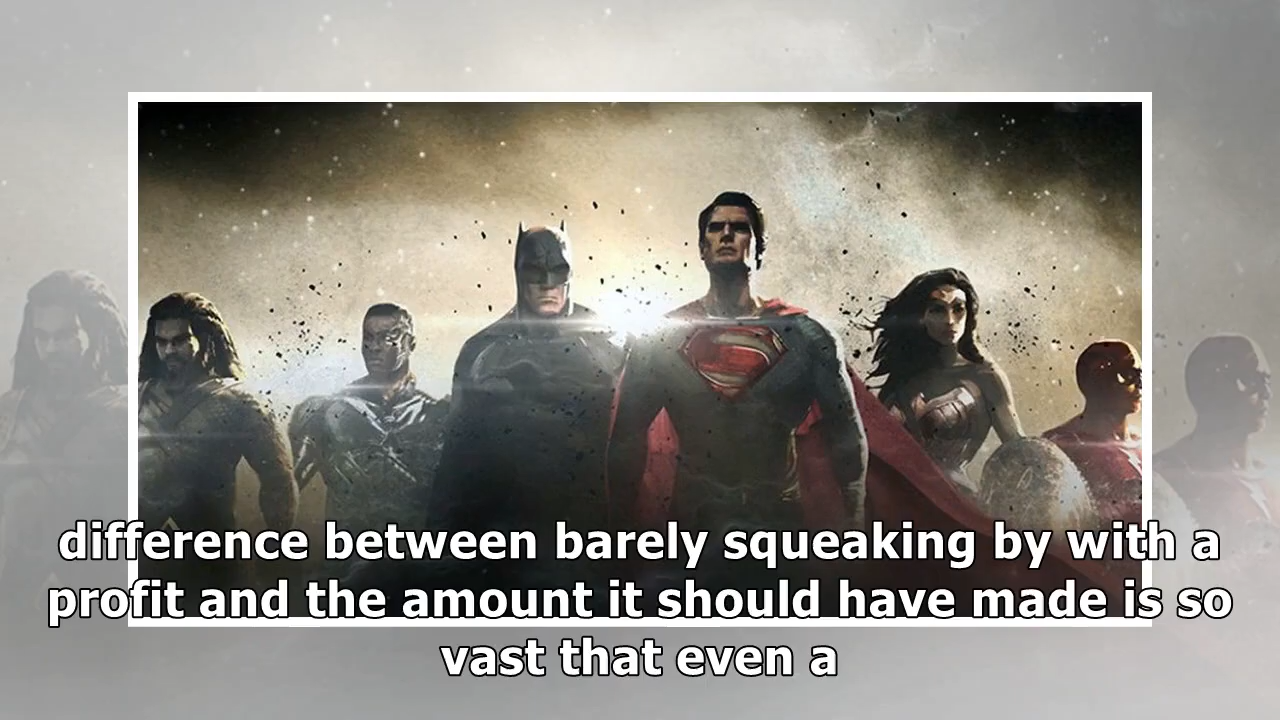 difference between barely squeaking by with a
profit and the amount it should have made is so
vast that even a